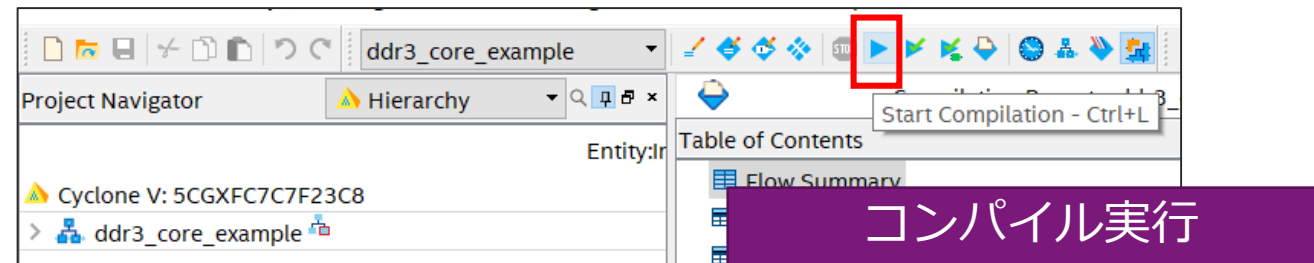 ddr3_core_example
STOP
Project Navigator
Hierarchy
Start Compilation - Ctrl+L
Table of Contents
Entity:
Flow Summary
Cyclone V: 5CGXFC7C7F23C8
ddr3_core_example
コンパイル実行